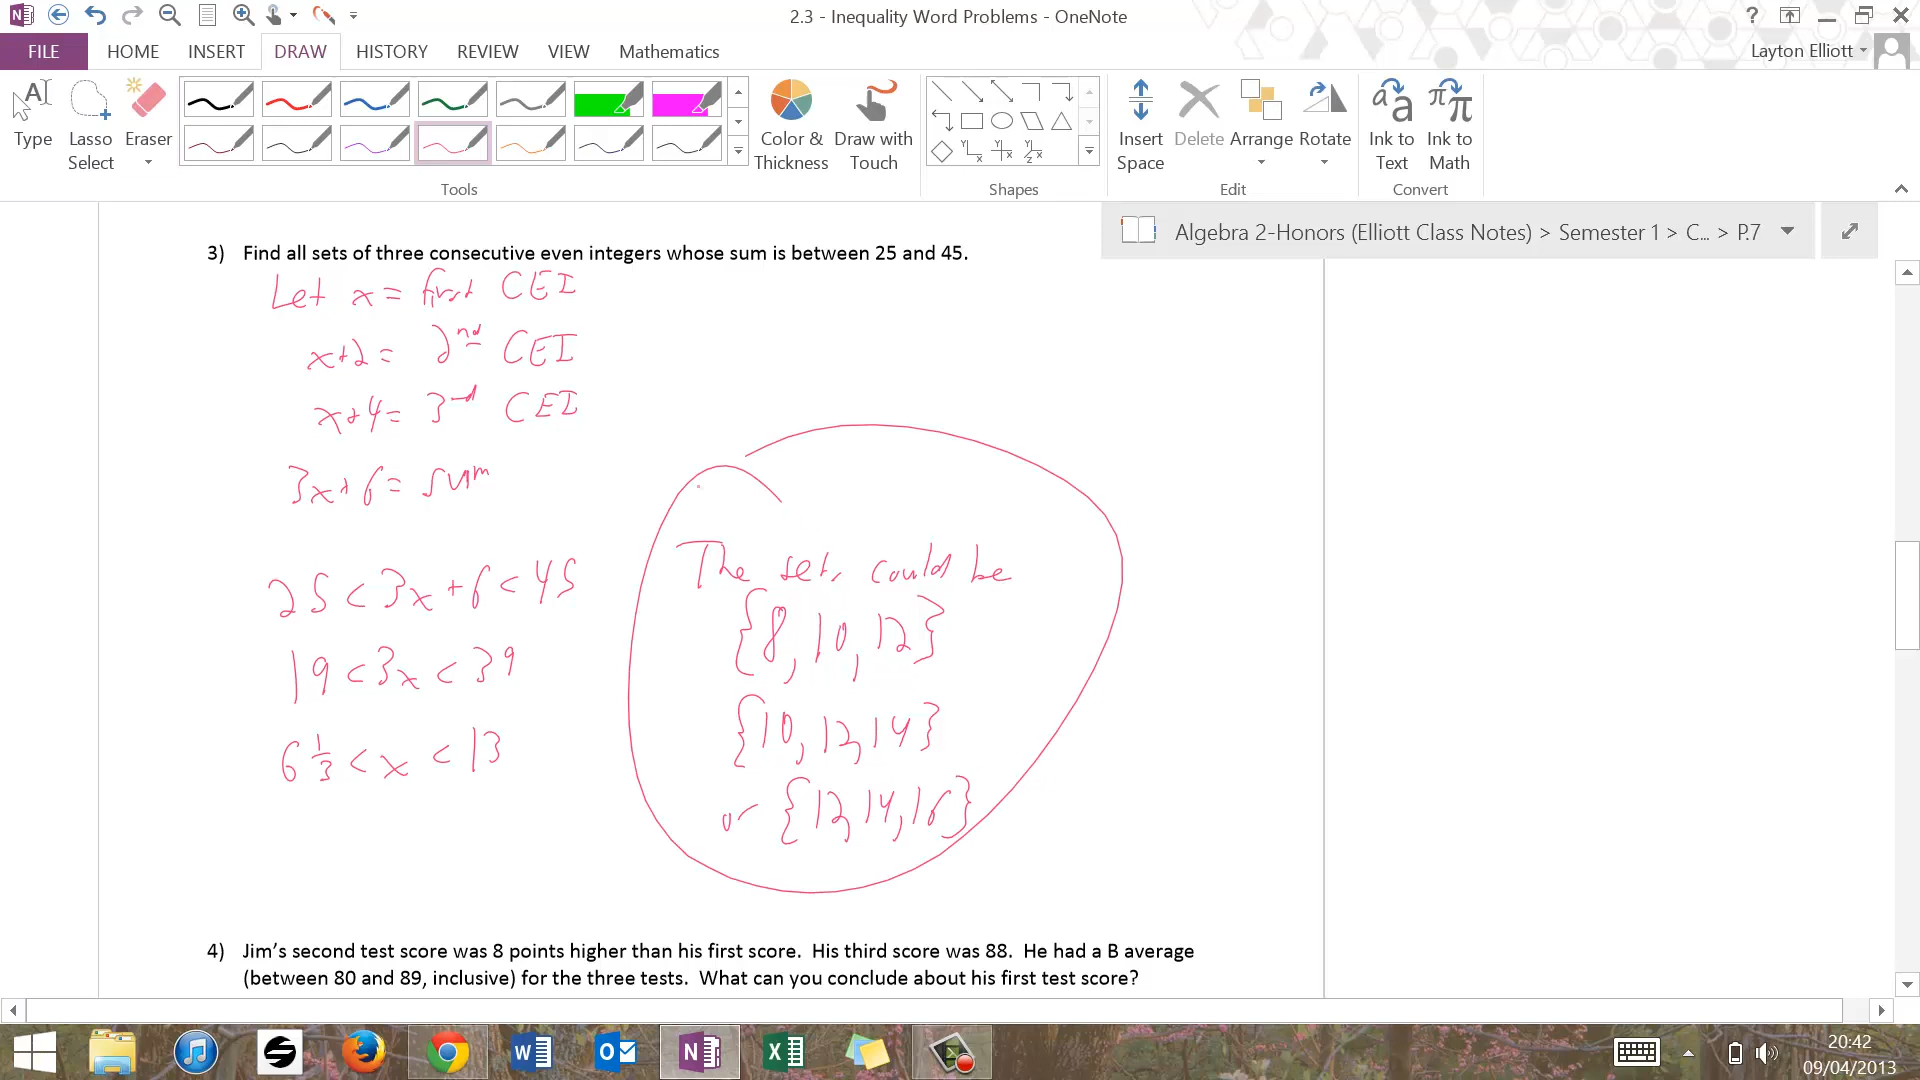 2.3 - Inequality Word Problems - OneNote
FILE HOME INSERT DRAW HISTORY REVIEW VIEW Mathematics
Layton Elliott
Type
Lasso Select
Eraser
Color & Thickness
Draw with Touch
Insert Space
Delete
Arrange
Rotate
Ink to Text
Ink to Math
Tools
Shapes
Edit
Convert
Algebra 2-Honors (Elliott Class Notes) > Semester 1 > C... > P.7
3) Find all sets of three consecutive even integers whose sum is between 25 and 45.
Let x = first CEI
x+2 = 2nd CEI
x+4 = 3rd CEI
3x+6 = sum
25 < 3x + 6 < 45
19 < 3x < 39
6 1/3 < x < 13
The sets could be
{8, 10, 12}
{10, 12, 14}
or {12, 14, 16}
4) Jim's second test score was 8 points higher than his first score. His third score was 88. He had a B average
(between 80 and 89, inclusive) for the three tests. What can you conclude about his first test score?
20:42
09/04/2013